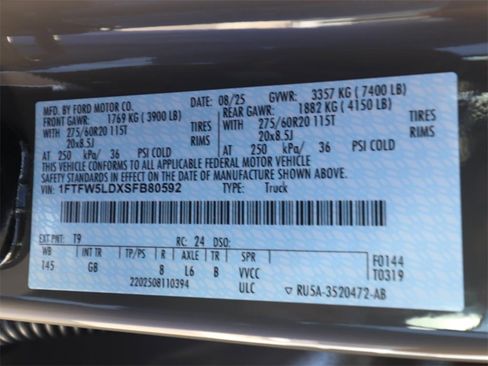 MFD. BY FORD MOTOR CO. DATE: 08/25 GVWR: 3357 KG ( 7400 LB)
FRONT GAWR: 1769 KG ( 3900 LB) REAR GAWR: 1882 KG ( 4150 LB)
WITH 275/60R20 115T TIRES WITH 275/60R20 115T TIRES
20x8.5J RIMS 20x8.5J RIMS
AT 250 kPa/ 36 PSI COLD AT 250 kPa/ 36 PSI COLD
THIS VEHICLE CONFORMS TO ALL APPLICABLE FEDERAL MOTOR VEHICLE
SAFETY STANDARDS IN EFFECT ON THE DATE OF MANUFACTURE SHOWN ABOVE.
VIN: 1FTFW5LDXSFB80592 TYPE: Truck
EXT PNT: T9 RC: 24 DSO:
WB INT TR TP/PS R AXLE TR SPR F0144
145 GB 8 L6 B VVCC T0319
2202508110394 ULC ▽ RU5A-3520472-AB